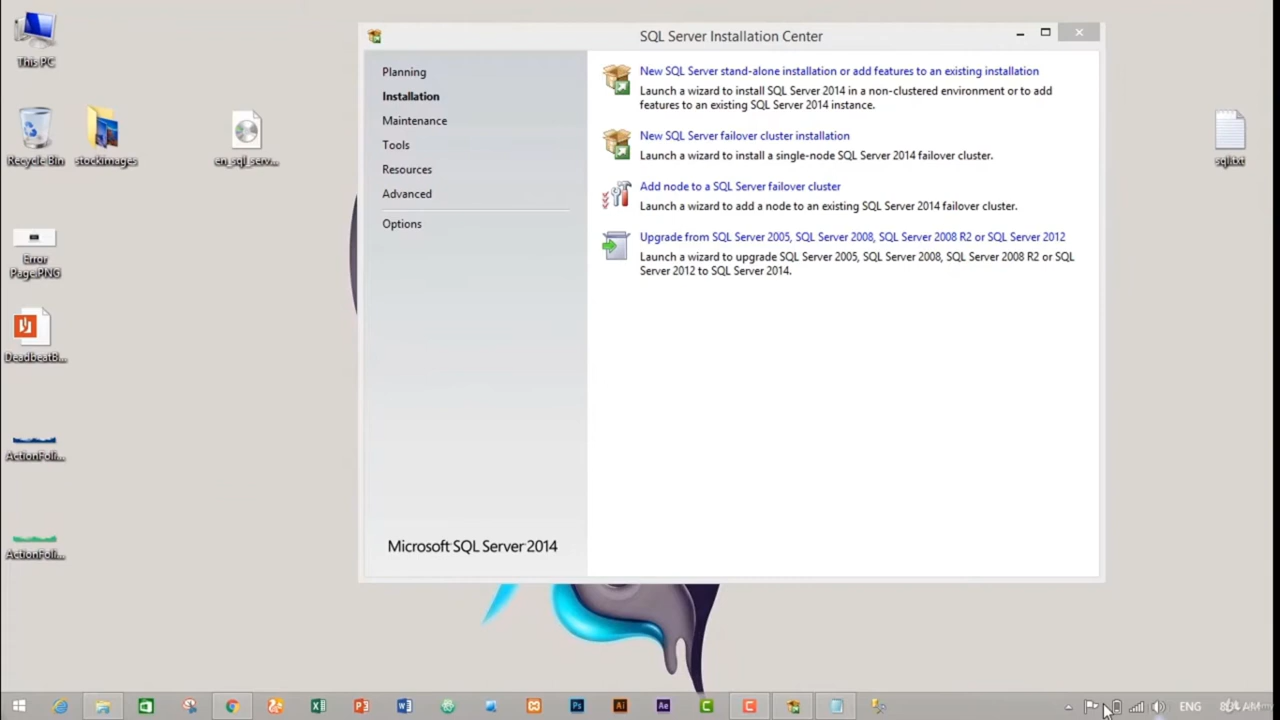 This PC
Recycle Bin
stockimages
en_sql_serv...
Error
Page.PNG
DeadbeatB...
ActionFoll...
ActionFoll...
SQL Server Installation Center
Planning
Installation
Maintenance
Tools
Resources
Advanced
Options
Microsoft SQL Server 2014
New SQL Server stand-alone installation or add features to an existing installation
Launch a wizard to install SQL Server 2014 in a non-clustered environment or to add
features to an existing SQL Server 2014 instance.
New SQL Server failover cluster installation
Launch a wizard to install a single-node SQL Server 2014 failover cluster.
Add node to a SQL Server failover cluster
Launch a wizard to add a node to an existing SQL Server 2014 failover cluster.
Upgrade from SQL Server 2005, SQL Server 2008, SQL Server 2008 R2 or SQL Server 2012
Launch a wizard to upgrade SQL Server 2005, SQL Server 2008, SQL Server 2008 R2 or SQL
Server 2012 to SQL Server 2014.
sql.txt
ENG
AM